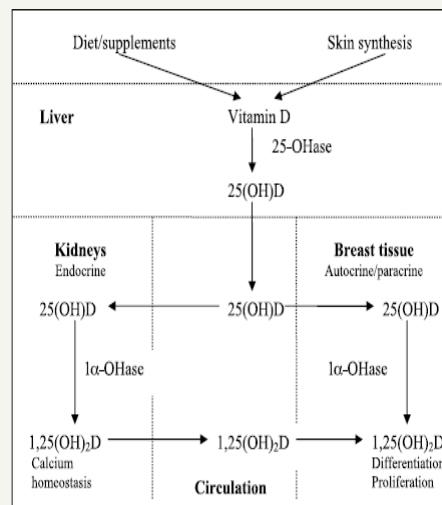 Diet/supplements Skin synthesis
Liver Vitamin D
25-OHase
25(OH)D
Kidneys Breast tissue
Endocrine Autocrine/paracrine
25(OH)D 25(OH)D 25(OH)D
1α-OHase 1α-OHase
1,25(OH)₂D 1,25(OH)₂D 1,25(OH)₂D
Calcium Differentiation
homeostasis Proliferation
Circulation